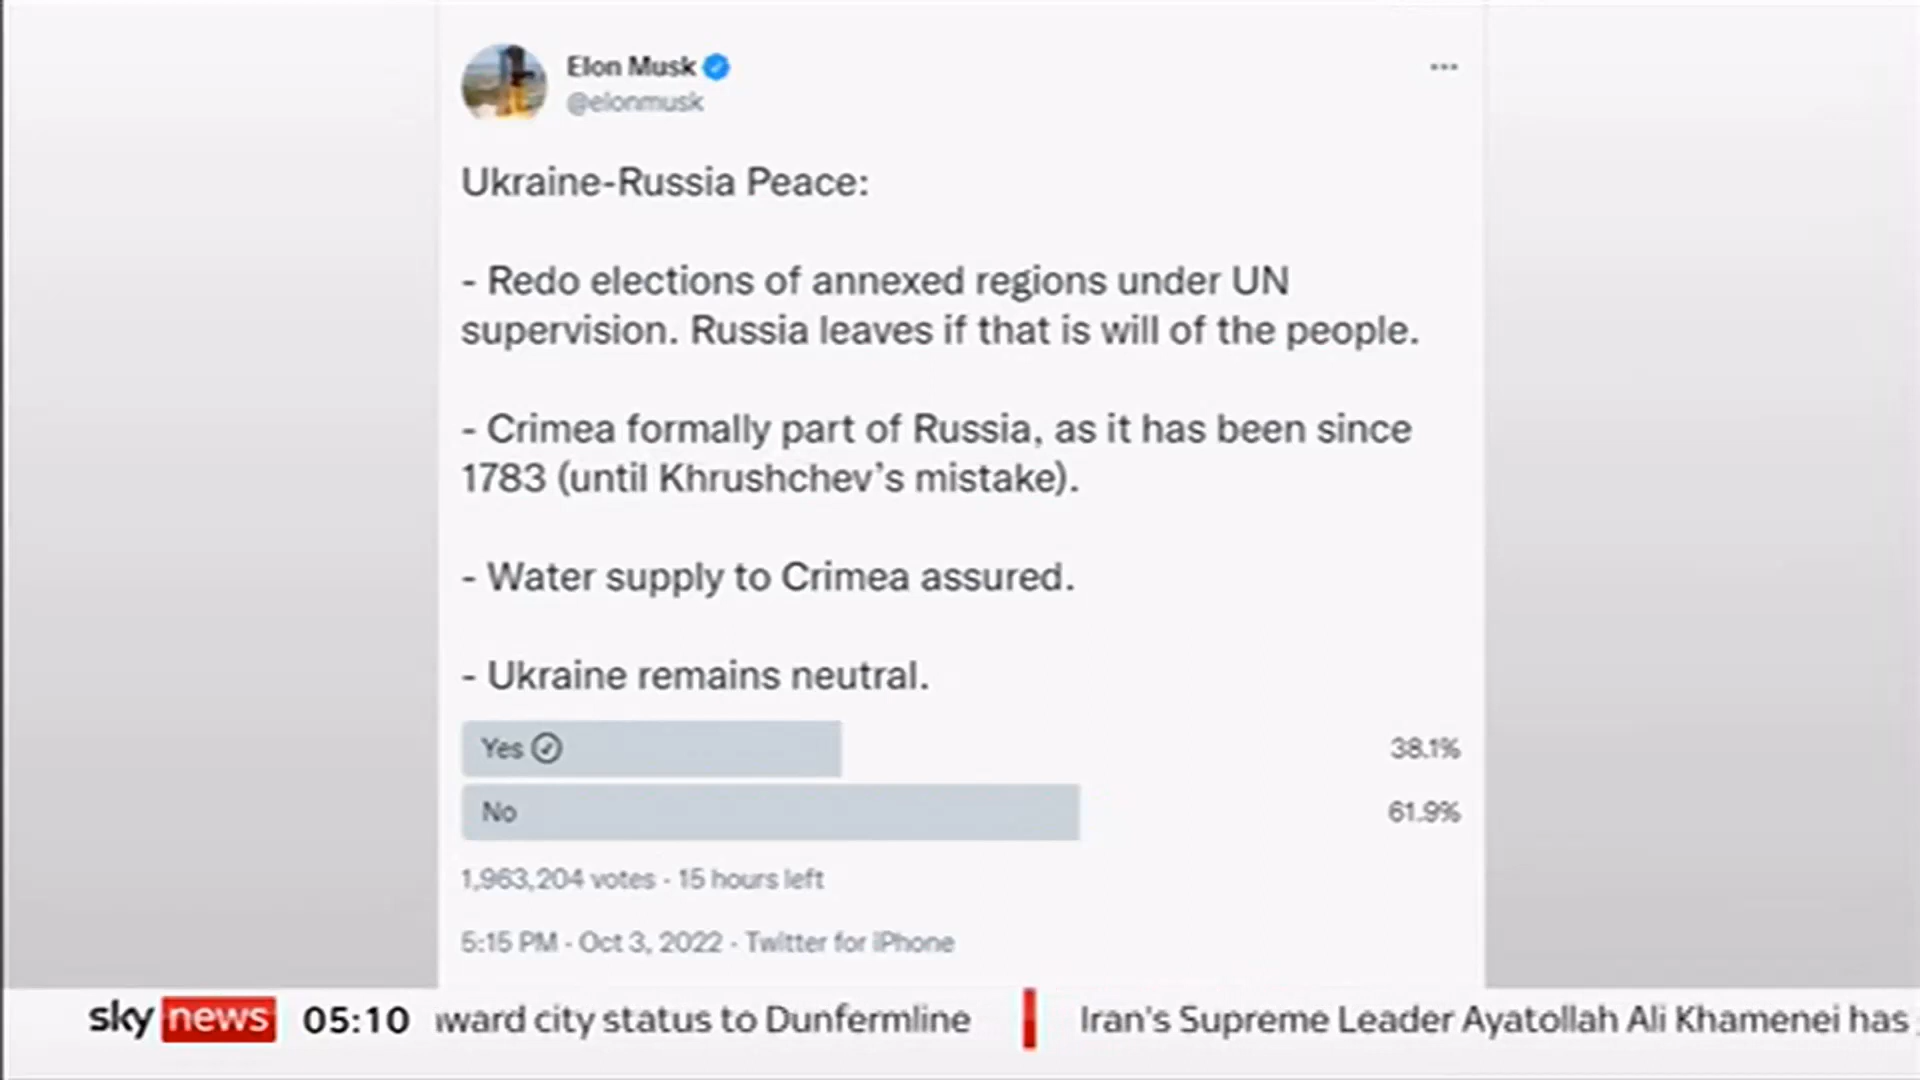 Elon Musk
@elonmusk
Ukraine-Russia Peace:
- Redo elections of annexed regions under UN
supervision. Russia leaves if that is will of the people.
- Crimea formally part of Russia, as it has been since
1783 (until Khrushchev's mistake).
- Water supply to Crimea assured.
- Ukraine remains neutral.
Yes 38.1%
No 61.9%
1,963,204 votes · 15 hours left
5:15 PM · Oct 3, 2022 · Twitter for iPhone
sky news 05:10 ward city status to Dunfermline Iran's Supreme Leader Ayatollah Ali Khamenei has